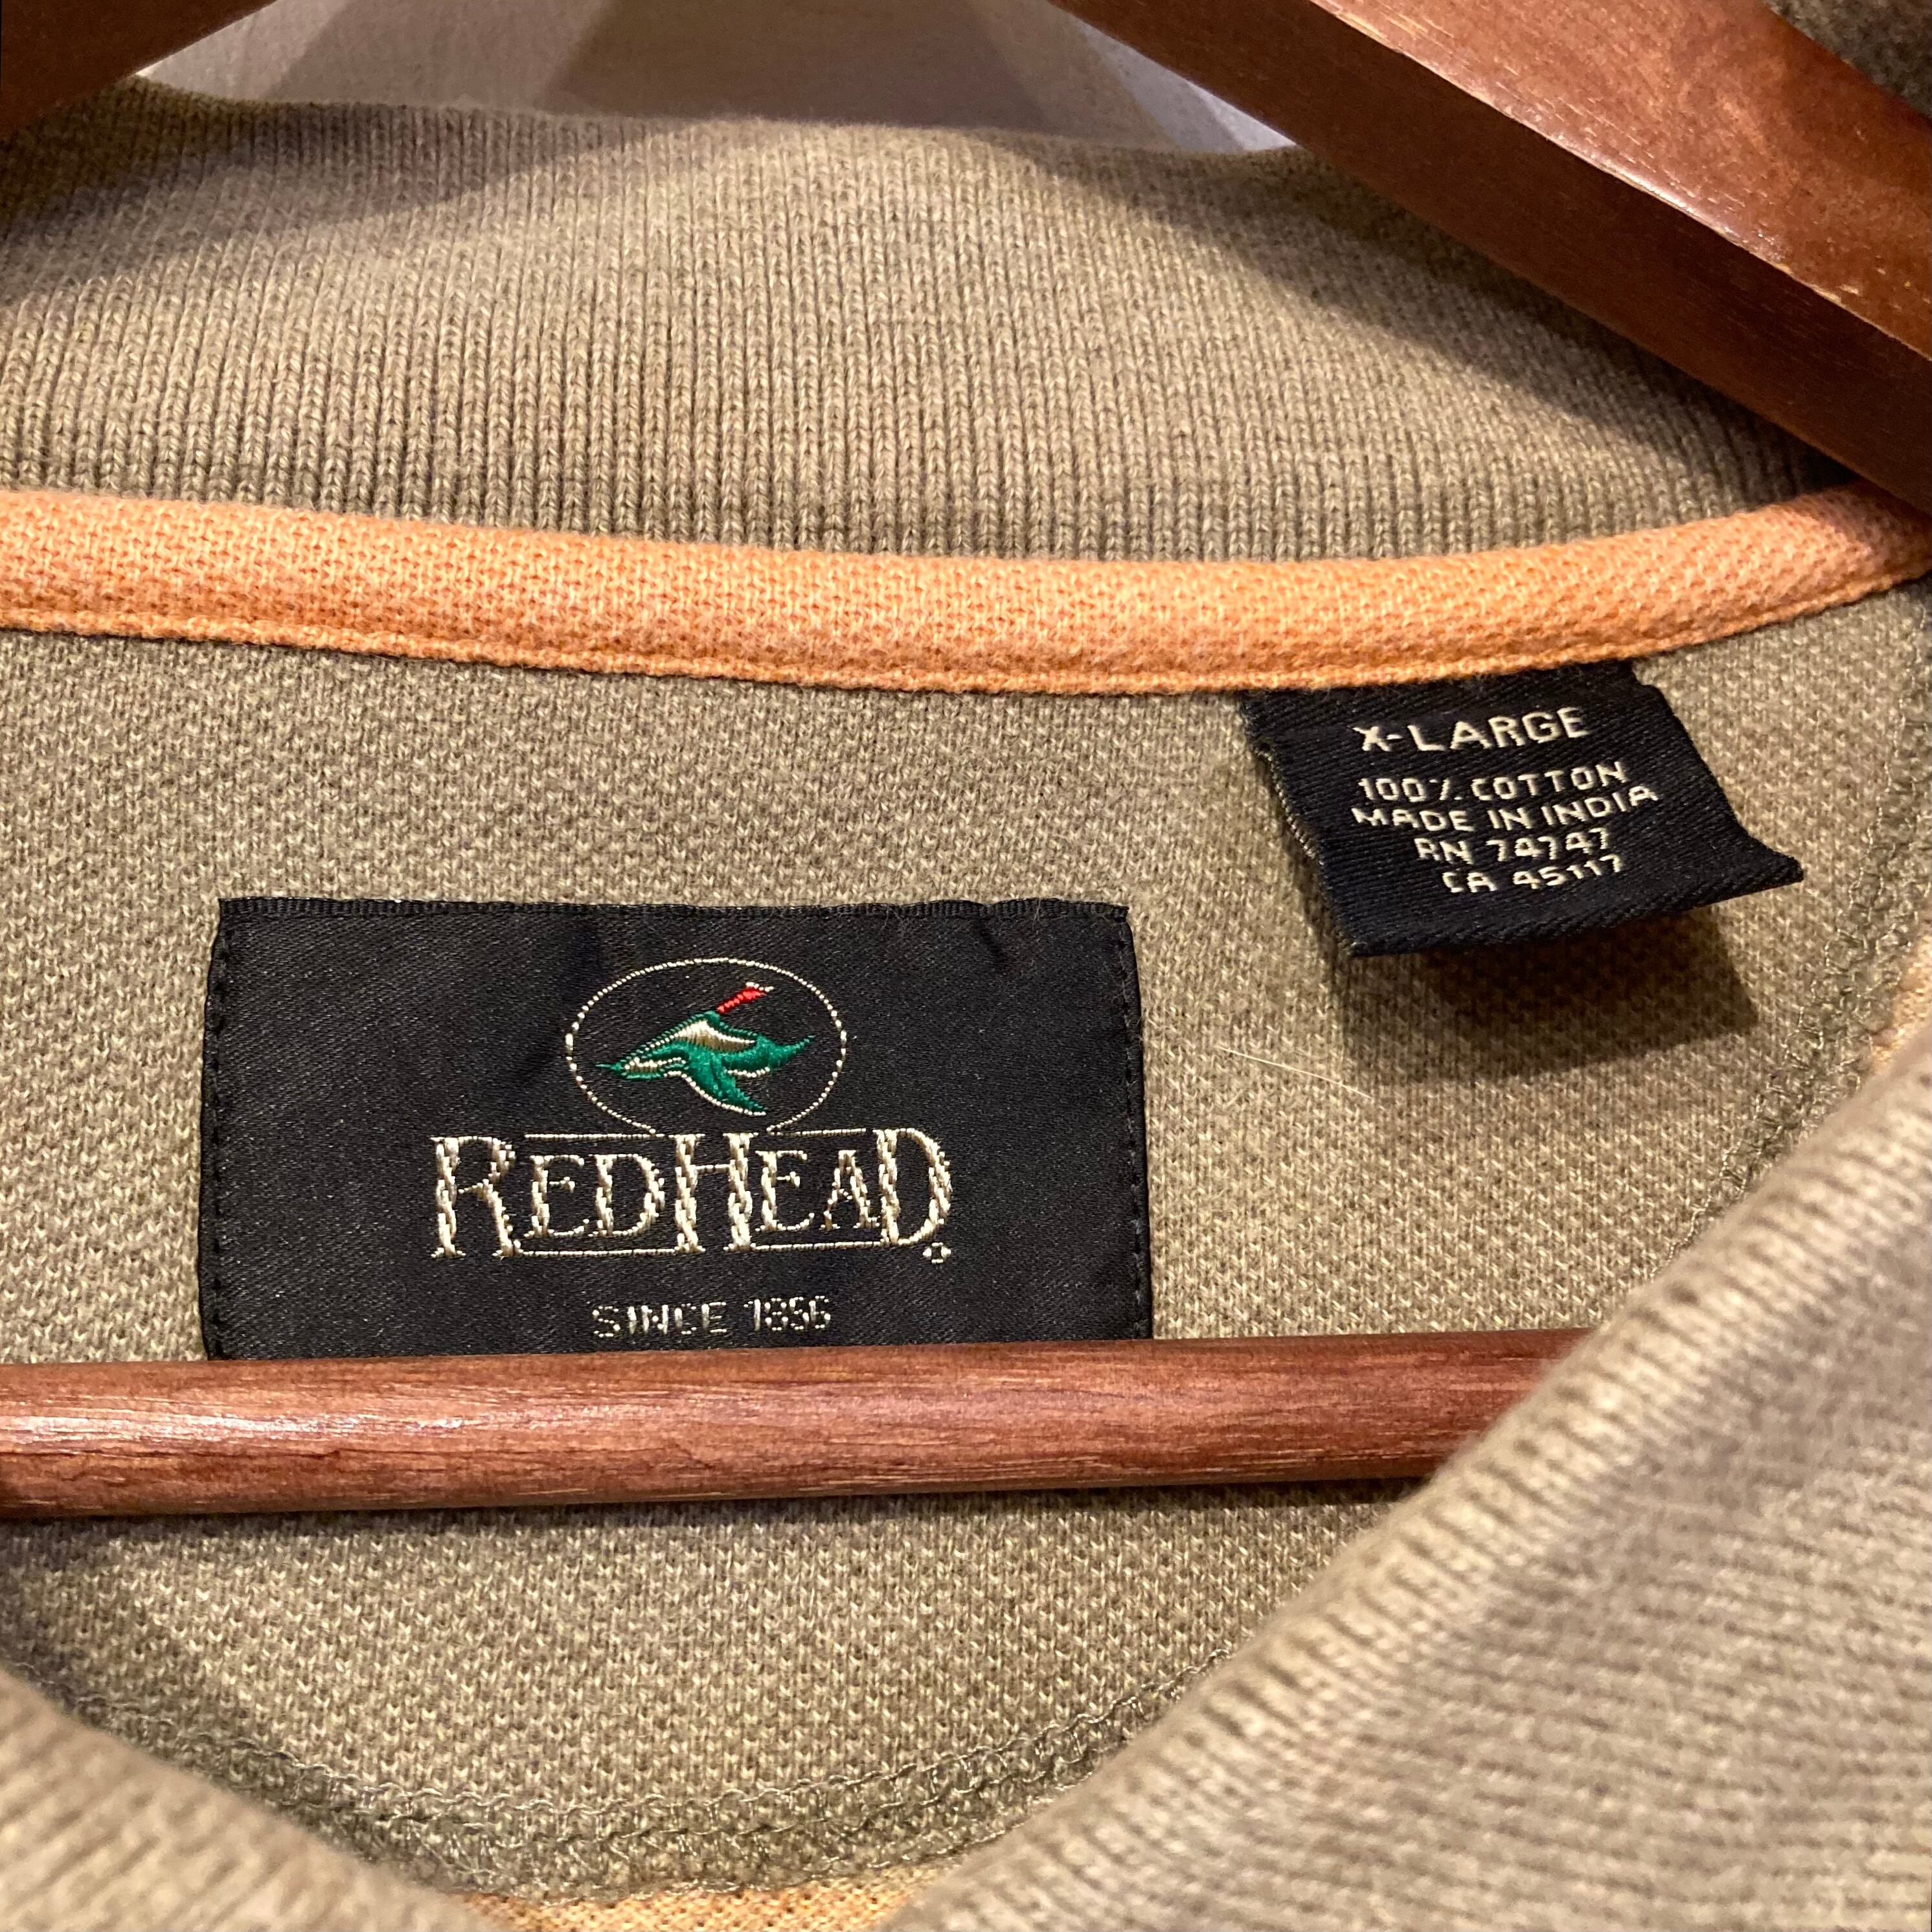 X-LARGE
100% COTTON
MADE IN INDIA
RN 74747
CA 45117
REDHEAD
SINCE 1856